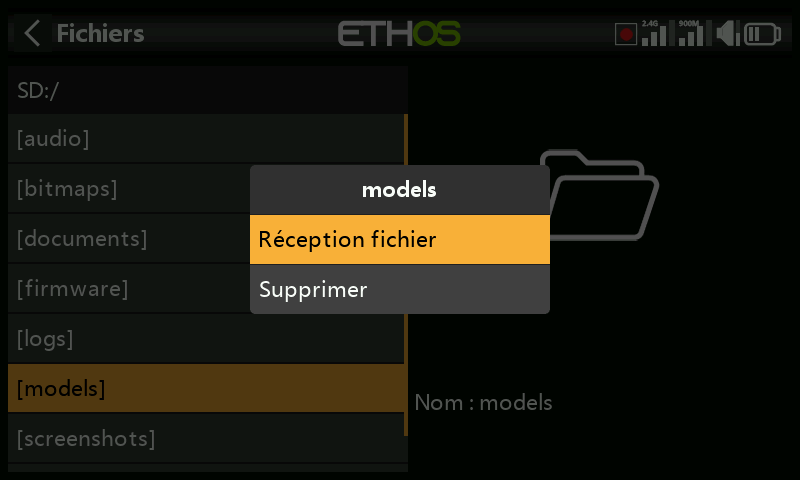 Fichiers
ETHOS
2.4G
900M
SD:/
[audio]
[bitmaps]
[documents]
[firmware]
[logs]
[models]
[screenshots]
models
Réception fichier
Supprimer
Nom : models